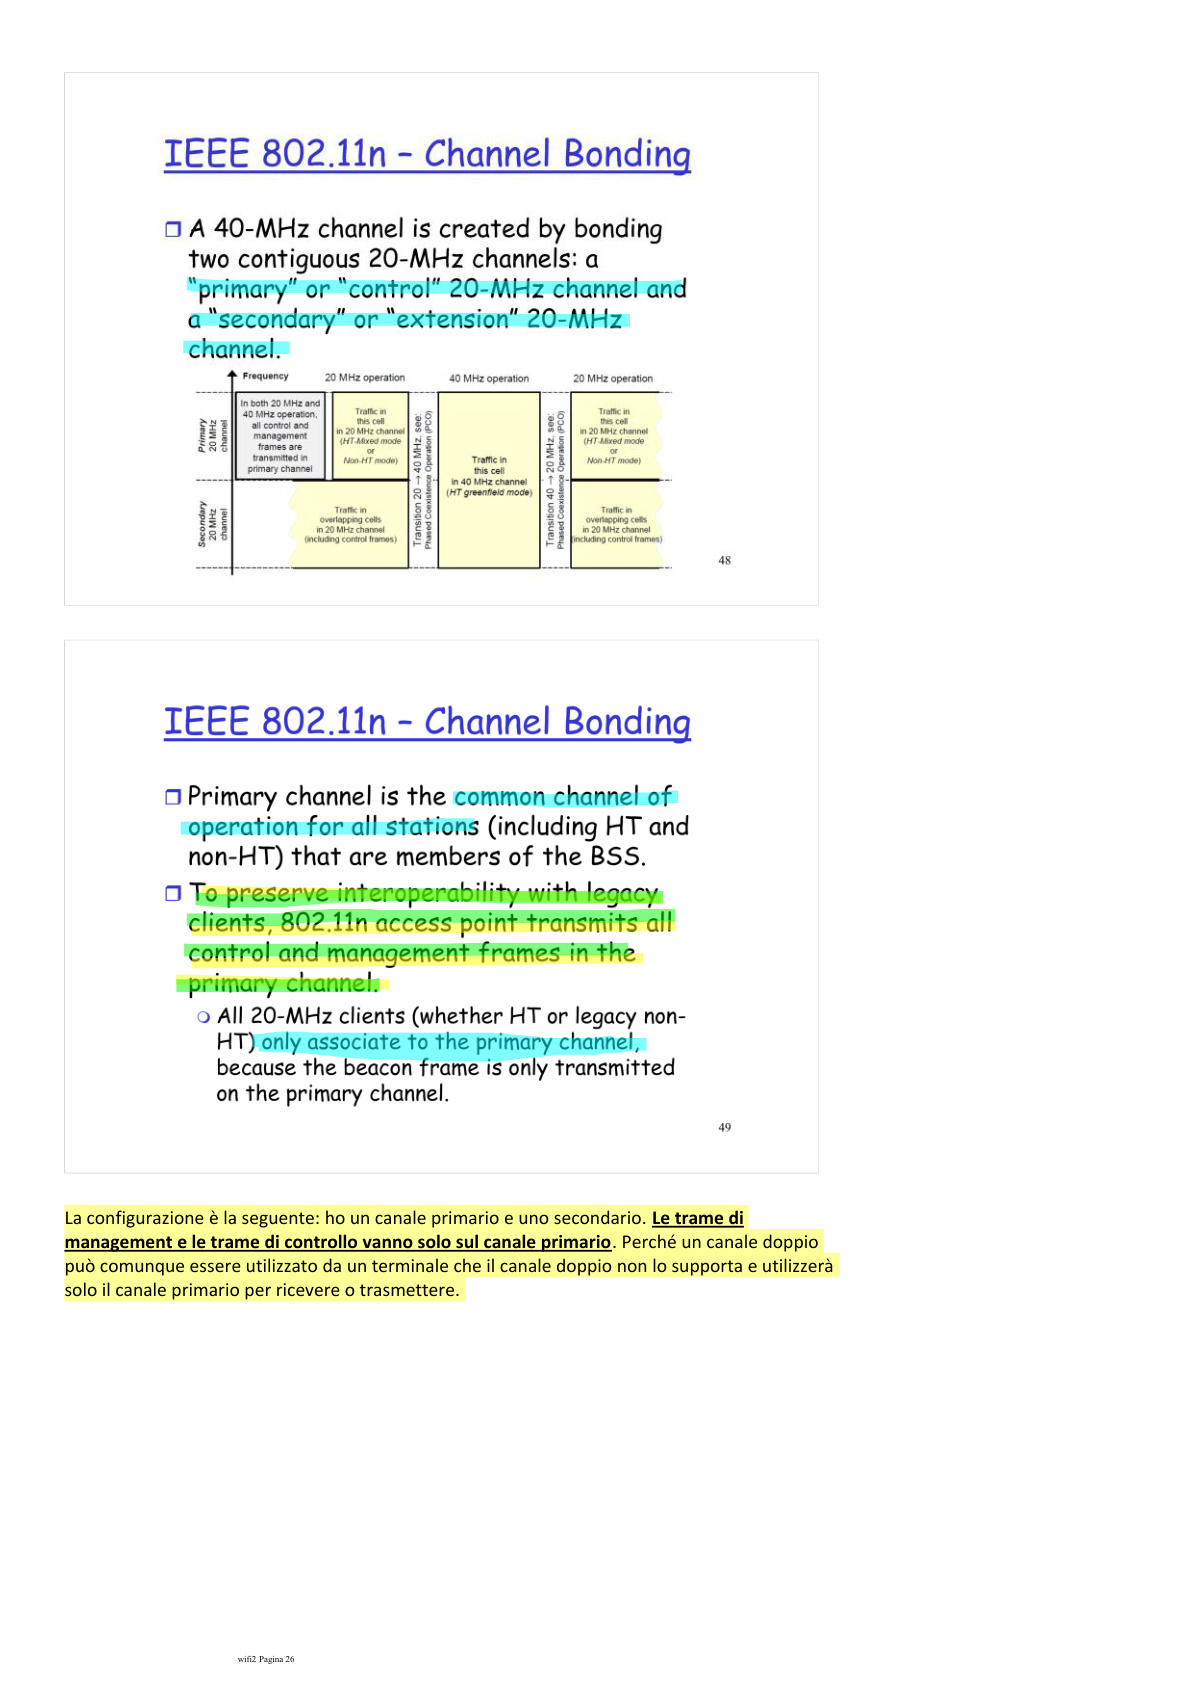 IEEE 802.11n – Channel Bonding
A 40-MHz channel is created by bonding
two contiguous 20-MHz channels: a
“primary” or “control” 20-MHz channel and
a “secondary” or “extension” 20-MHz
channel.
Frequency
20 MHz operation
40 MHz operation
20 MHz operation
Primary
20 MHz
channel
In both 20 MHz and
40 MHz operation,
all control and
management
frames are
transmitted in
primary channel
Traffic in
this cell
in 20 MHz channel
(HT-Mixed mode
or
Non-HT mode)
Transition 20 → 40 MHz, see:
Phased Coexistence Operation (PCO)
Traffic in
this cell
in 40 MHz channel
(HT greenfield mode)
Transition 40 → 20 MHz, see:
Phased Coexistence Operation (PCO)
Traffic in
this cell
in 20 MHz channel
(HT-Mixed mode
or
Non-HT mode)
Secondary
20 MHz
channel
Traffic in
overlapping cells
in 20 MHz channel
(including control frames)
Traffic in
overlapping cells
in 20 MHz channel
(including control frames)
48
IEEE 802.11n – Channel Bonding
Primary channel is the common channel of
operation for all stations (including HT and
non-HT) that are members of the BSS.
To preserve interoperability with legacy
clients, 802.11n access point transmits all
control and management frames in the
primary channel.
All 20-MHz clients (whether HT or legacy non-
HT) only associate to the primary channel,
because the beacon frame is only transmitted
on the primary channel.
49
La configurazione è la seguente: ho un canale primario e uno secondario. Le trame di
management e le trame di controllo vanno solo sul canale primario. Perché un canale doppio
può comunque essere utilizzato da un terminale che il canale doppio non lo supporta e utilizzerà
solo il canale primario per ricevere o trasmettere.
wifi2 Pagina 26